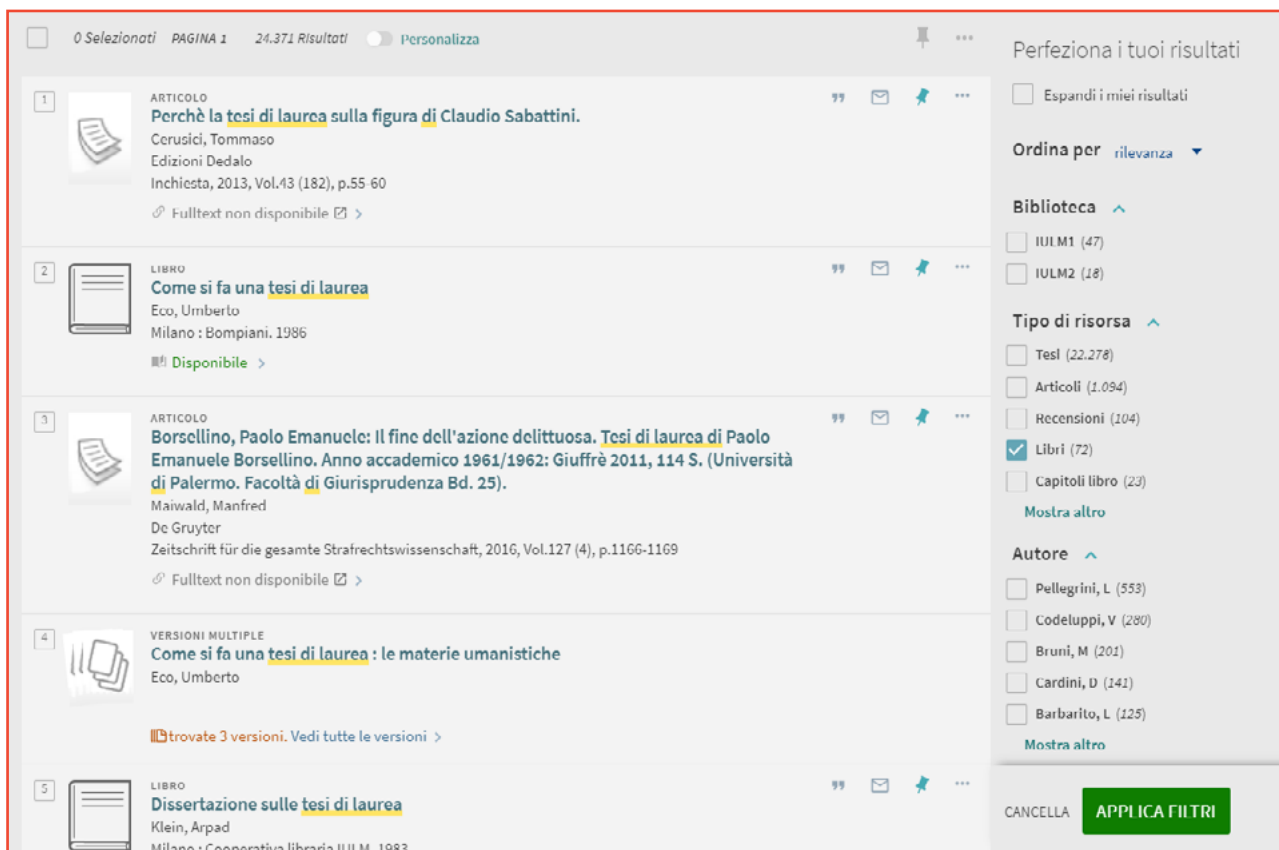 0 Selezionati PAGINA 1 24.371 Risultati Personalizza
1
ARTICOLO
Perchè la tesi di laurea sulla figura di Claudio Sabattini.
Cerusici, Tommaso
Edizioni Dedalo
Inchiesta, 2013, Vol.43 (182), p.55-60
Fulltext non disponibile
2
LIBRO
Come si fa una tesi di laurea
Eco, Umberto
Milano : Bompiani. 1986
Disponibile
3
ARTICOLO
Borsellino, Paolo Emanuele: Il fine dell'azione delittuosa. Tesi di laurea di Paolo
Emanuele Borsellino. Anno accademico 1961/1962: Giuffrè 2011, 114 S. (Università
di Palermo. Facoltà di Giurisprudenza Bd. 25).
Maiwald, Manfred
De Gruyter
Zeitschrift für die gesamte Strafrechtswissenschaft, 2016, Vol.127 (4), p.1166-1169
Fulltext non disponibile
4
VERSIONI MULTIPLE
Come si fa una tesi di laurea : le materie umanistiche
Eco, Umberto
trovate 3 versioni. Vedi tutte le versioni
5
LIBRO
Dissertazione sulle tesi di laurea
Klein, Arpad
Milano : Cooperativa libraria IULM, 1983
Perfeziona i tuoi risultati
Espandi i miei risultati
Ordina per rilevanza
Biblioteca
IULM1 (47)
IULM2 (18)
Tipo di risorsa
Tesi (22.278)
Articoli (1.094)
Recensioni (104)
Libri (72)
Capitoli libro (23)
Mostra altro
Autore
Pellegrini, L (553)
Codeluppi, V (280)
Bruni, M (201)
Cardini, D (141)
Barbarito, L (125)
Mostra altro
CANCELLA APPLICA FILTRI